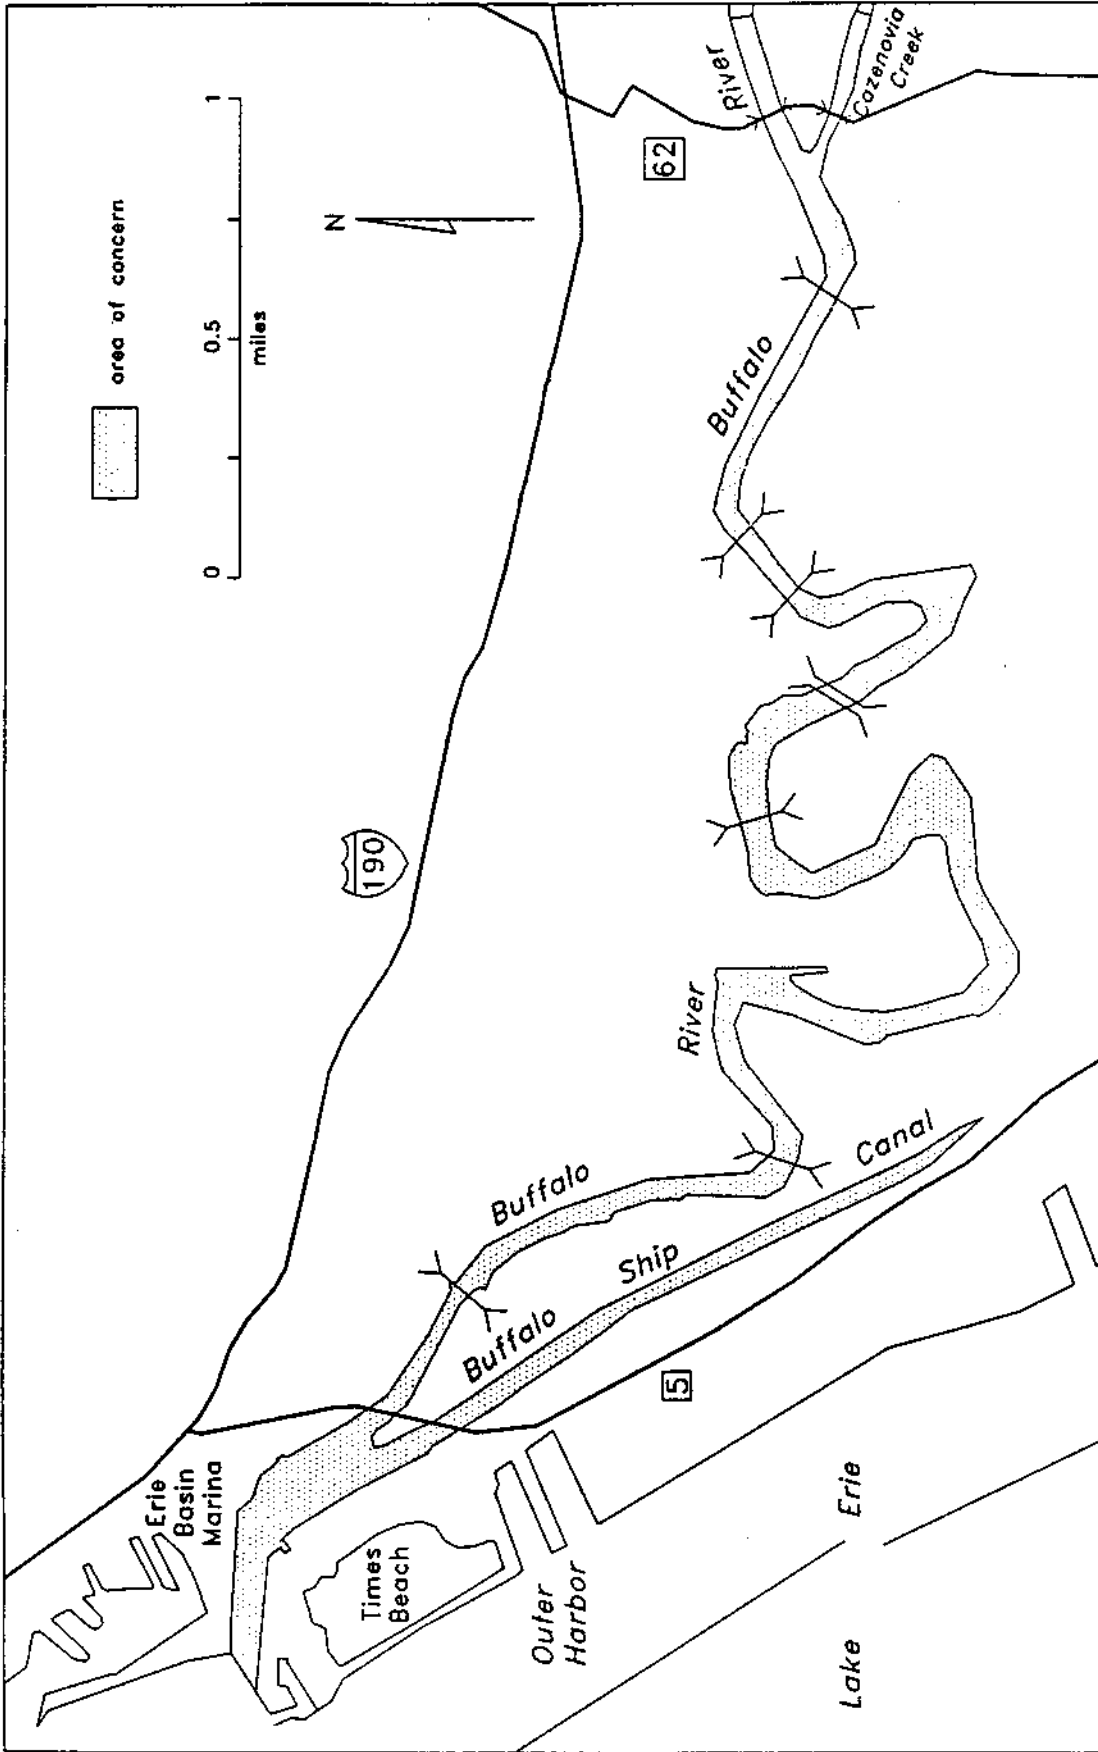 area of concern
0
0.5
1
miles
N
190
62
River
Cazenovia
Creek
Buffalo
River
Buffalo
Buffalo
Ship
Canal
5
Erie
Basin
Marina
Times
Beach
Outer
Harbor
Lake
Erie